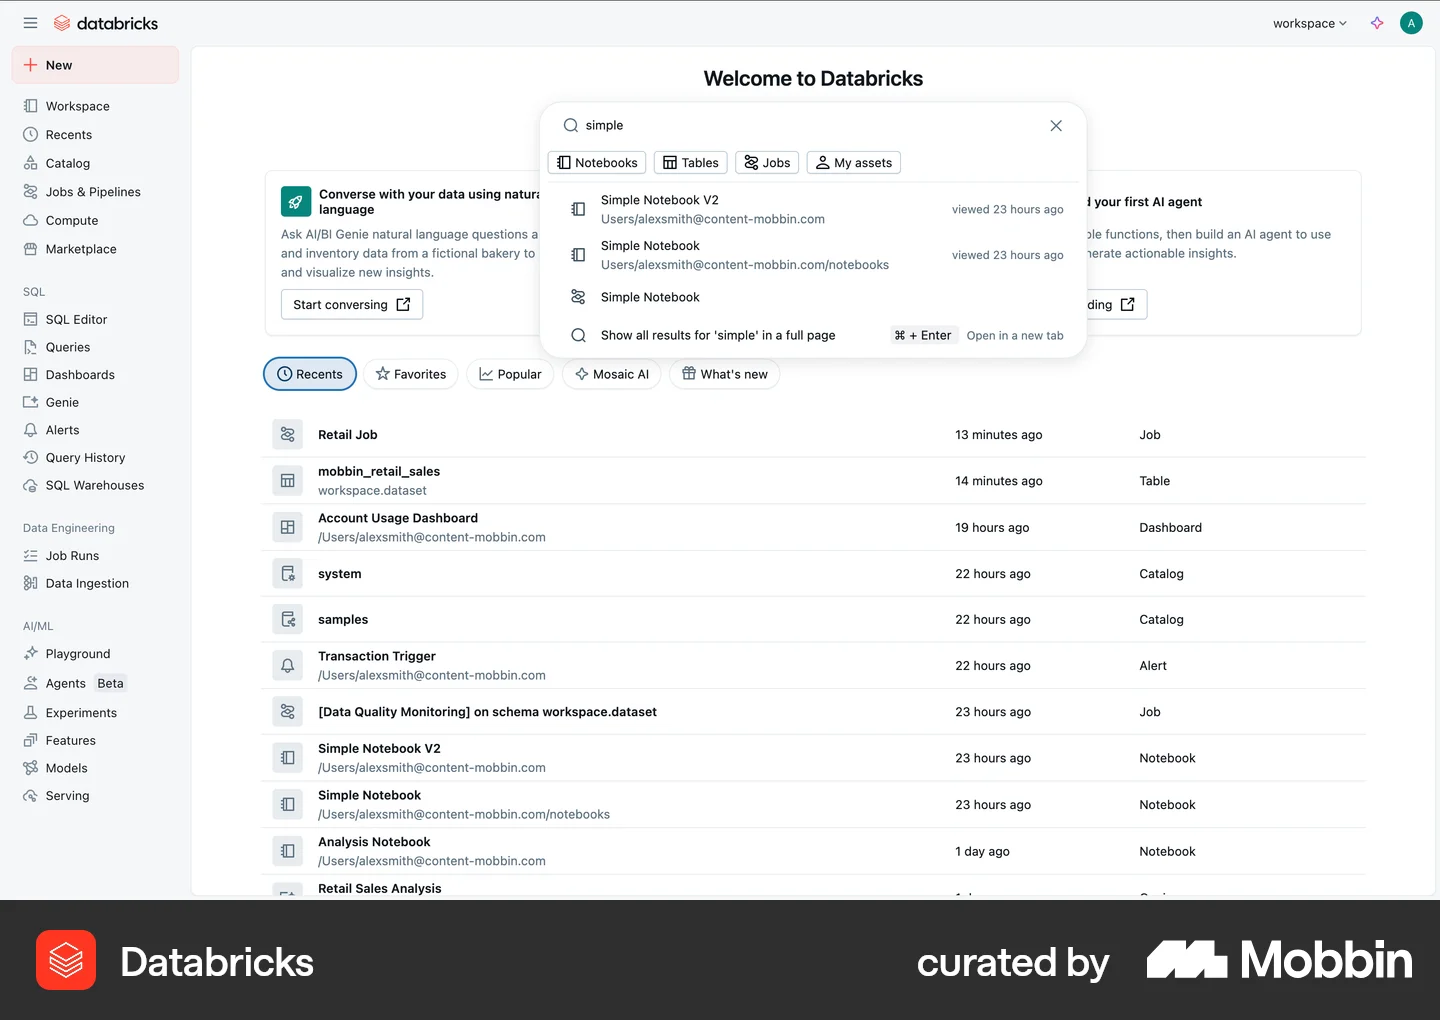 databricks
workspace
A
New
Workspace
Recents
Catalog
Jobs & Pipelines
Compute
Marketplace
SQL
SQL Editor
Queries
Dashboards
Genie
Alerts
Query History
SQL Warehouses
Data Engineering
Job Runs
Data Ingestion
AI/ML
Playground
Agents Beta
Experiments
Features
Models
Serving
Welcome to Databricks
simple
Notebooks Tables Jobs My assets
Simple Notebook V2
Users/alexsmith@content-mobbin.com
viewed 23 hours ago
Simple Notebook
Users/alexsmith@content-mobbin.com/notebooks
viewed 23 hours ago
Simple Notebook
Show all results for 'simple' in a full page ⌘ + Enter Open in a new tab
Converse with your data using natura
language
Ask AI/BI Genie natural language questions a
and inventory data from a fictional bakery to
and visualize new insights.
Start conversing
your first AI agent
functions, then build an AI agent to use
actionable insights.
Recents Favorites Popular Mosaic AI What's new
Retail Job 13 minutes ago Job
mobbin_retail_sales
workspace.dataset
14 minutes ago Table
Account Usage Dashboard
/Users/alexsmith@content-mobbin.com
19 hours ago Dashboard
system 22 hours ago Catalog
samples 22 hours ago Catalog
Transaction Trigger
/Users/alexsmith@content-mobbin.com
22 hours ago Alert
[Data Quality Monitoring] on schema workspace.dataset 23 hours ago Job
Simple Notebook V2
/Users/alexsmith@content-mobbin.com
23 hours ago Notebook
Simple Notebook
/Users/alexsmith@content-mobbin.com/notebooks
23 hours ago Notebook
Analysis Notebook
/Users/alexsmith@content-mobbin.com
1 day ago Notebook
Retail Sales Analysis
Databricks
curated by Mobbin